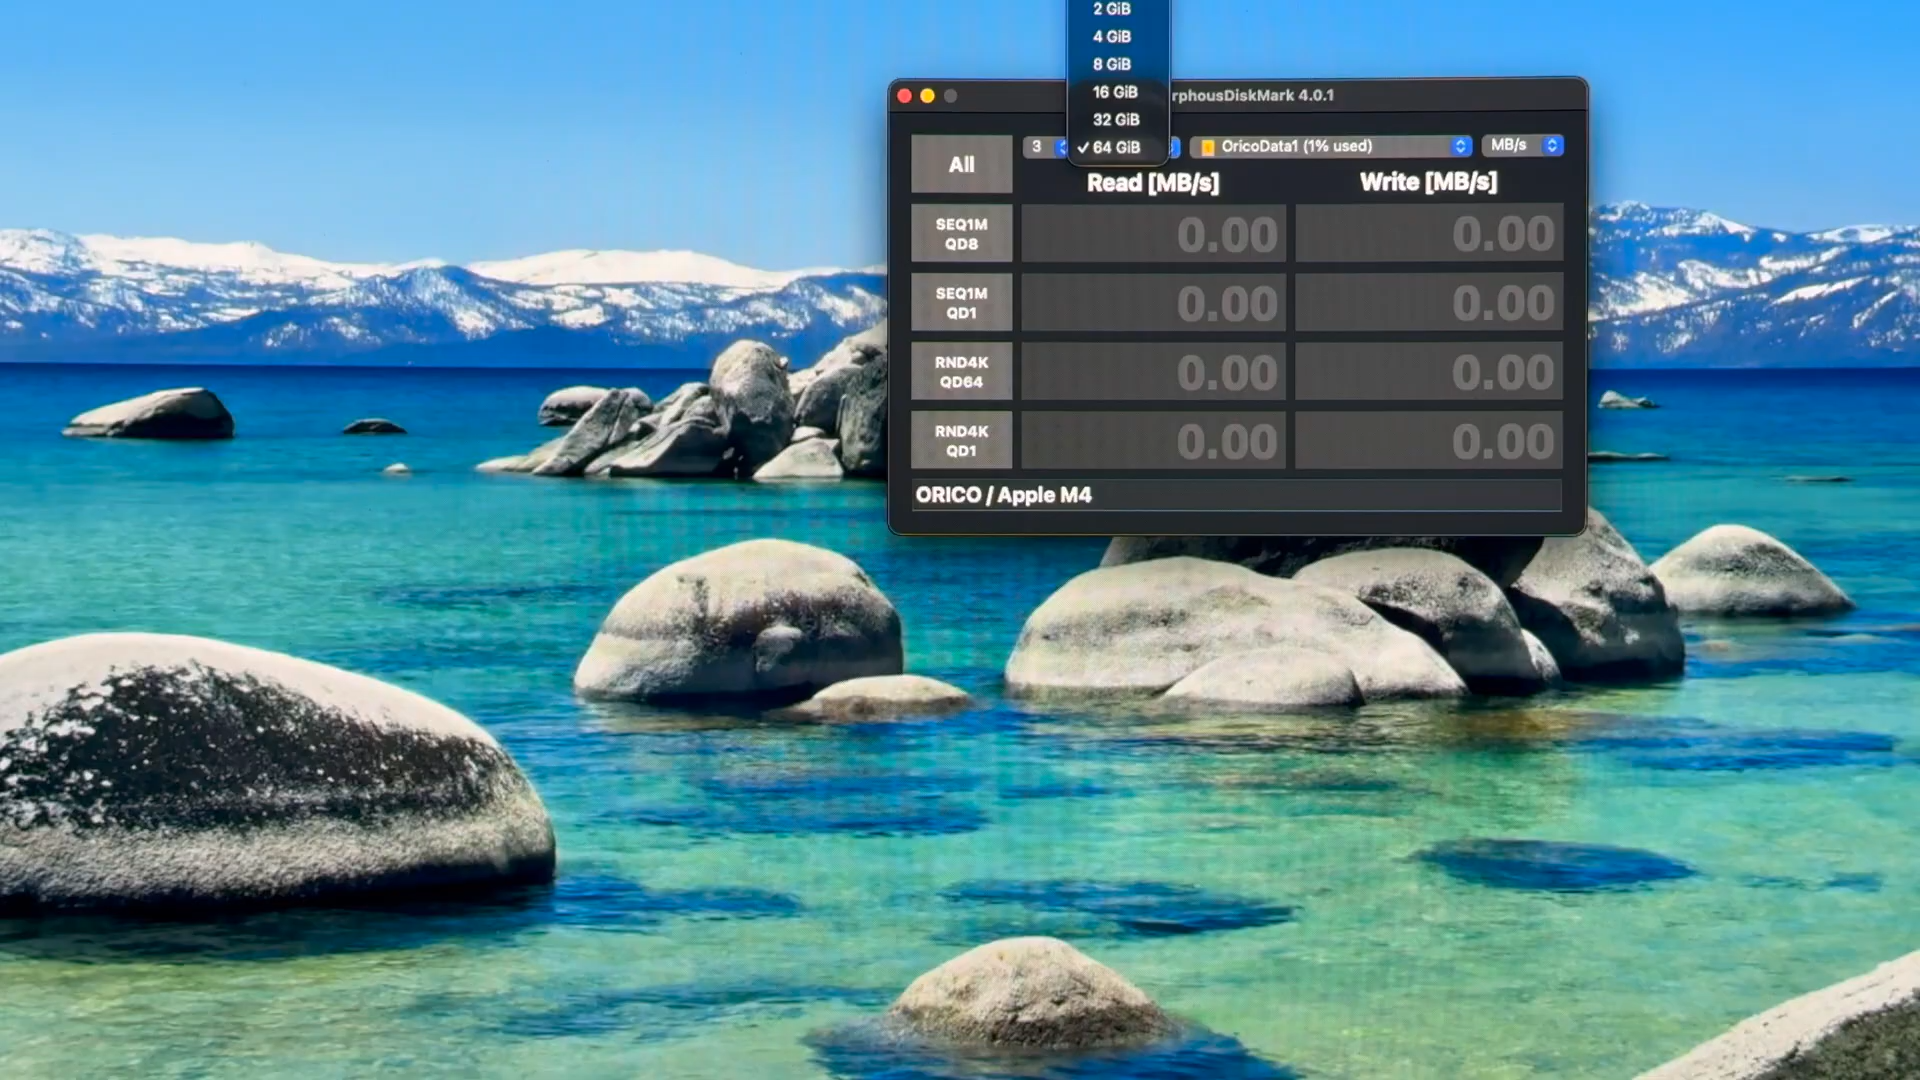 2 GiB
4 GiB
8 GiB
16 GiB
32 GiB
✓ 64 GiB
rphousDiskMark 4.0.1
All
3
OricoData1 (1% used)
MB/s
Read [MB/s]
Write [MB/s]
SEQ1M
QD8
0.00
0.00
SEQ1M
QD1
0.00
0.00
RND4K
QD64
0.00
0.00
RND4K
QD1
0.00
0.00
ORICO / Apple M4